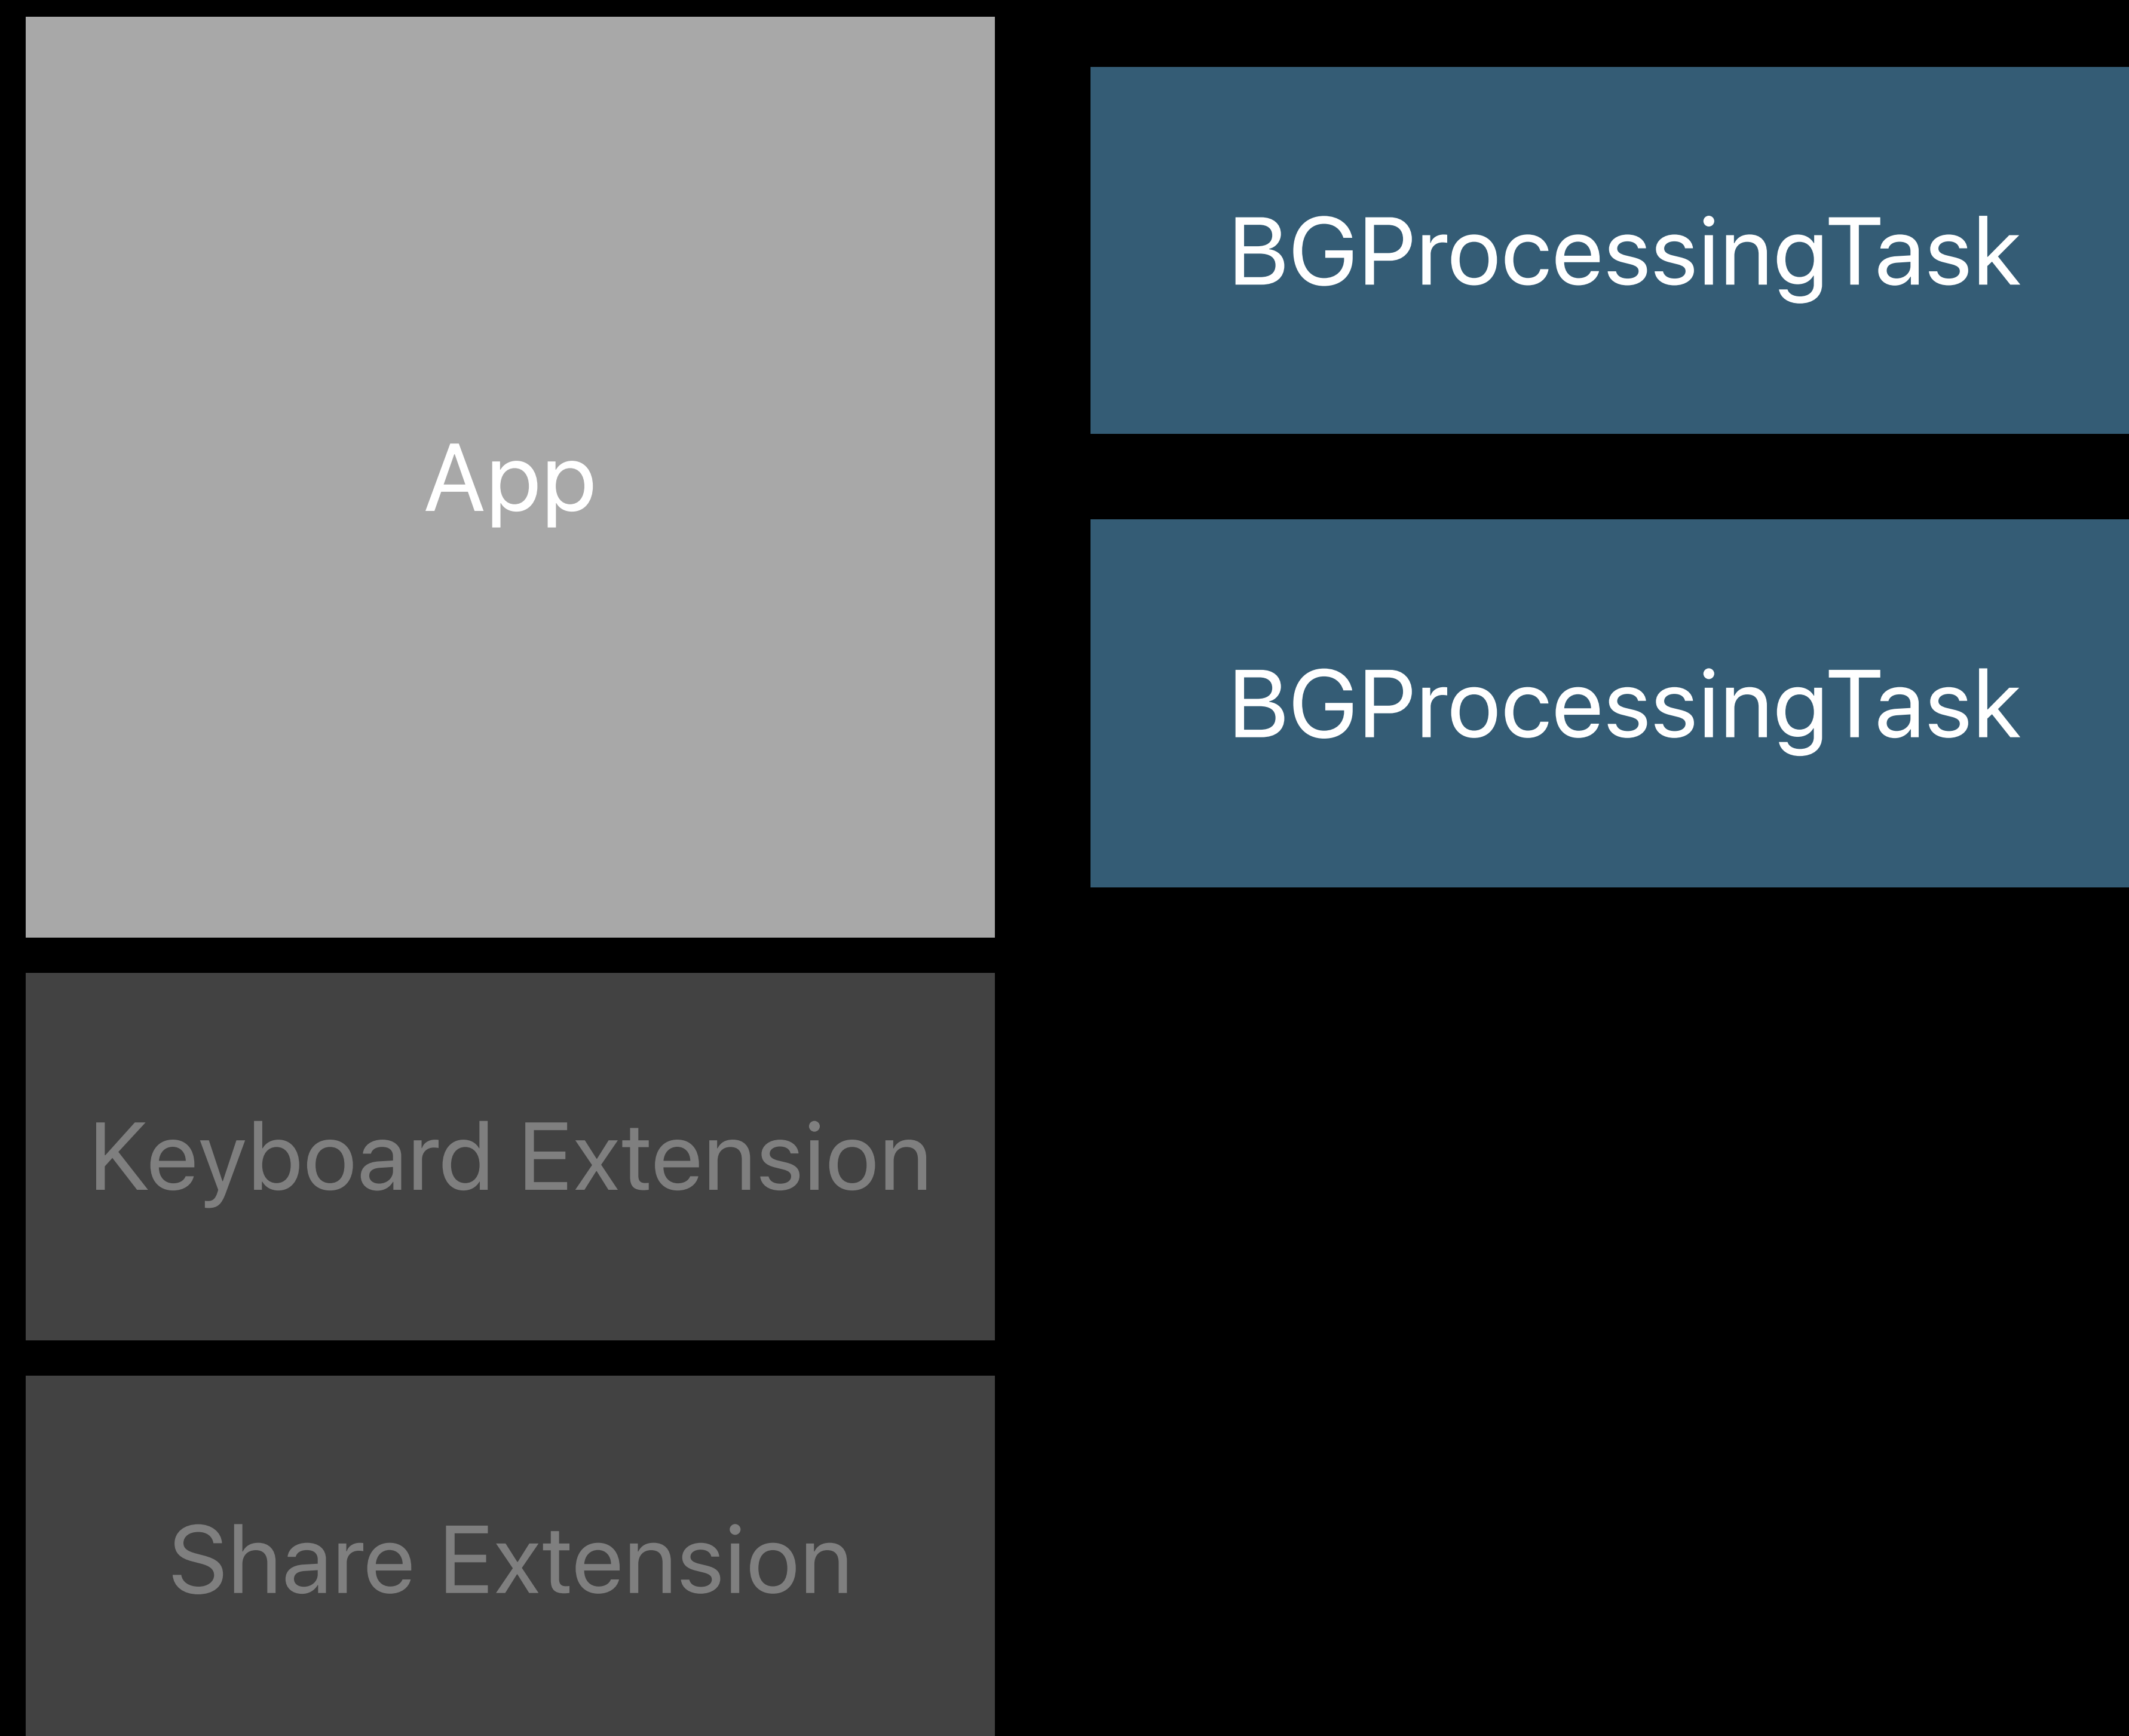 App
BGProcessingTask
BGProcessingTask
Keyboard Extension
Share Extension